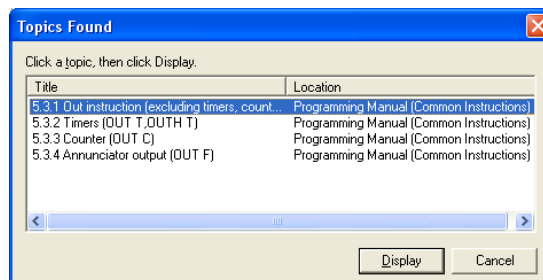 Topics Found
Click a topic, then click Display.
Title Location
5.3.1 Out instruction (excluding timers, count... Programming Manual (Common Instructions)
5.3.2 Timers (OUT T,OUTH T) Programming Manual (Common Instructions)
5.3.3 Counter (OUT C) Programming Manual (Common Instructions)
5.3.4 Annunciator output (OUT F) Programming Manual (Common Instructions)
Display Cancel